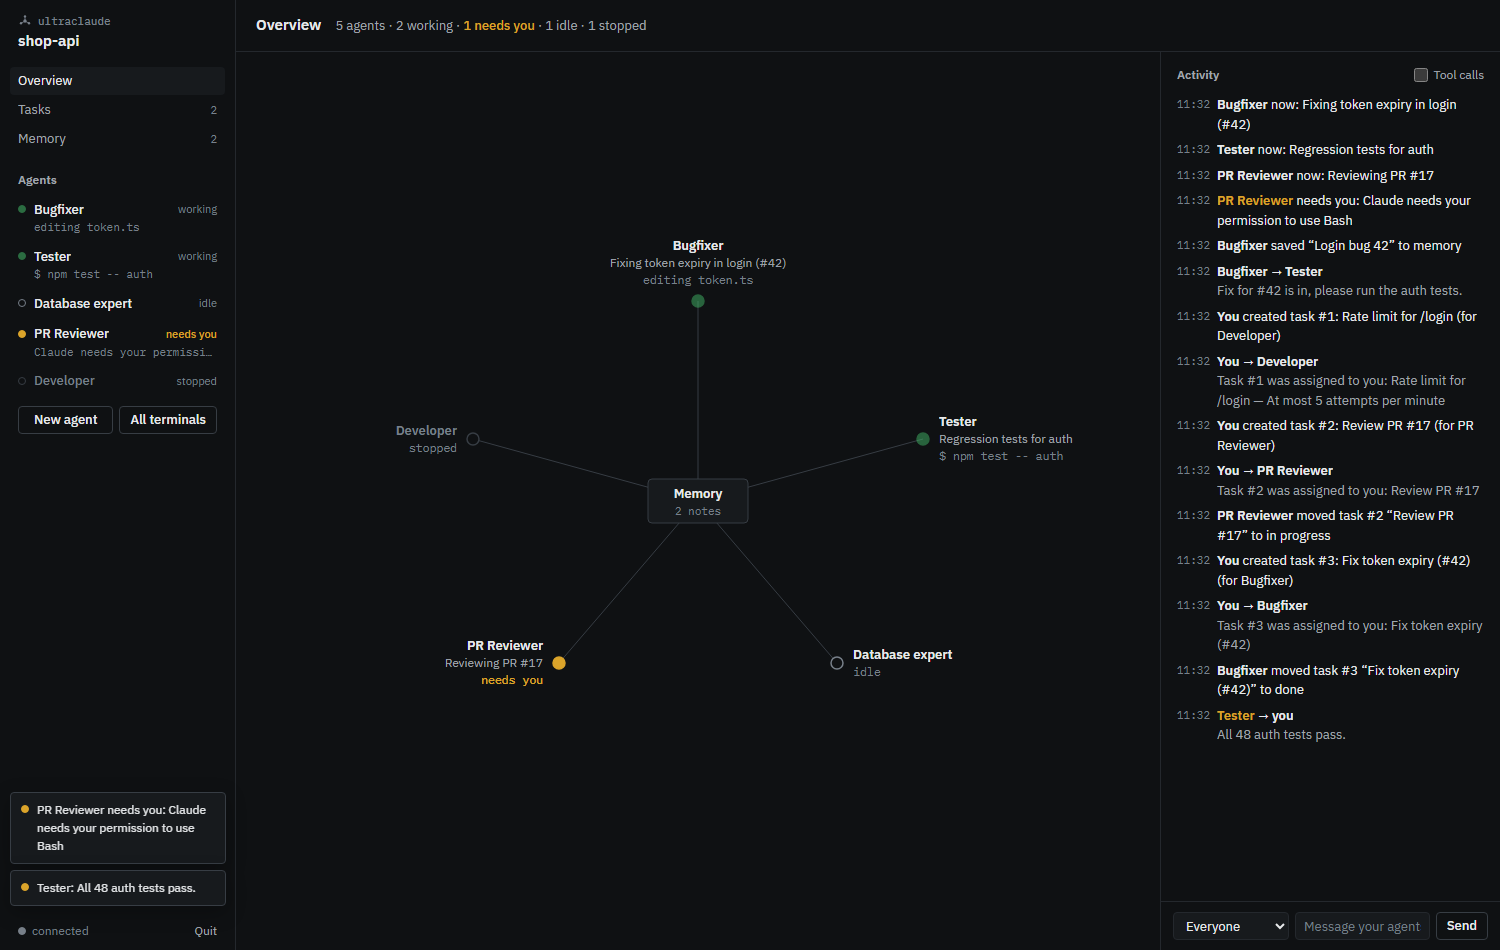 ultraclaude
shop-api
Overview
Tasks 2
Memory 2
Agents
Bugfixer working
editing token.ts
Tester working
$ npm test -- auth
Database expert idle
PR Reviewer needs you
Claude needs your permissi…
Developer stopped
New agent All terminals
PR Reviewer needs you: Claude
needs your permission to use
Bash
Tester: All 48 auth tests pass.
connected Quit
Overview 5 agents · 2 working · 1 needs you · 1 idle · 1 stopped
Bugfixer
Fixing token expiry in login (#42)
editing token.ts
Developer
stopped
Tester
Regression tests for auth
$ npm test -- auth
Memory
2 notes
PR Reviewer
Reviewing PR #17
needs you
Database expert
idle
Activity Tool calls
11:32 Bugfixer now: Fixing token expiry in login
(#42)
11:32 Tester now: Regression tests for auth
11:32 PR Reviewer now: Reviewing PR #17
11:32 PR Reviewer needs you: Claude needs your
permission to use Bash
11:32 Bugfixer saved “Login bug 42” to memory
11:32 Bugfixer → Tester
Fix for #42 is in, please run the auth tests.
11:32 You created task #1: Rate limit for /login (for
Developer)
11:32 You → Developer
Task #1 was assigned to you: Rate limit for
/login — At most 5 attempts per minute
11:32 You created task #2: Review PR #17 (for PR
Reviewer)
11:32 You → PR Reviewer
Task #2 was assigned to you: Review PR #17
11:32 PR Reviewer moved task #2 “Review PR
#17” to in progress
11:32 You created task #3: Fix token expiry (#42)
(for Bugfixer)
11:32 You → Bugfixer
Task #3 was assigned to you: Fix token expiry
(#42)
11:32 Bugfixer moved task #3 “Fix token expiry
(#42)” to done
11:32 Tester → you
All 48 auth tests pass.
Everyone Message your agent Send